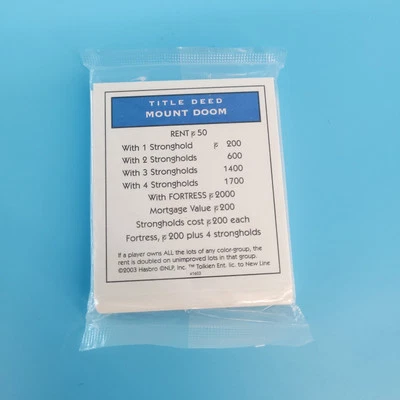 TITLE DEED
MOUNT DOOM
RENT ք 50
With 1 Stronghold ք 200
With 2 Strongholds 600
With 3 Strongholds 1400
With 4 Strongholds 1700
With FORTRESS ք 2000
Mortgage Value ք 200
Strongholds cost ք 200 each
Fortress, ք 200 plus 4 strongholds
If a player owns ALL the lots of any color-group, the
rent is doubled on unimproved lots in that group.
©2003 Hasbro ©NLP, Inc. ™ Tolkien Ent. lic. to New Line